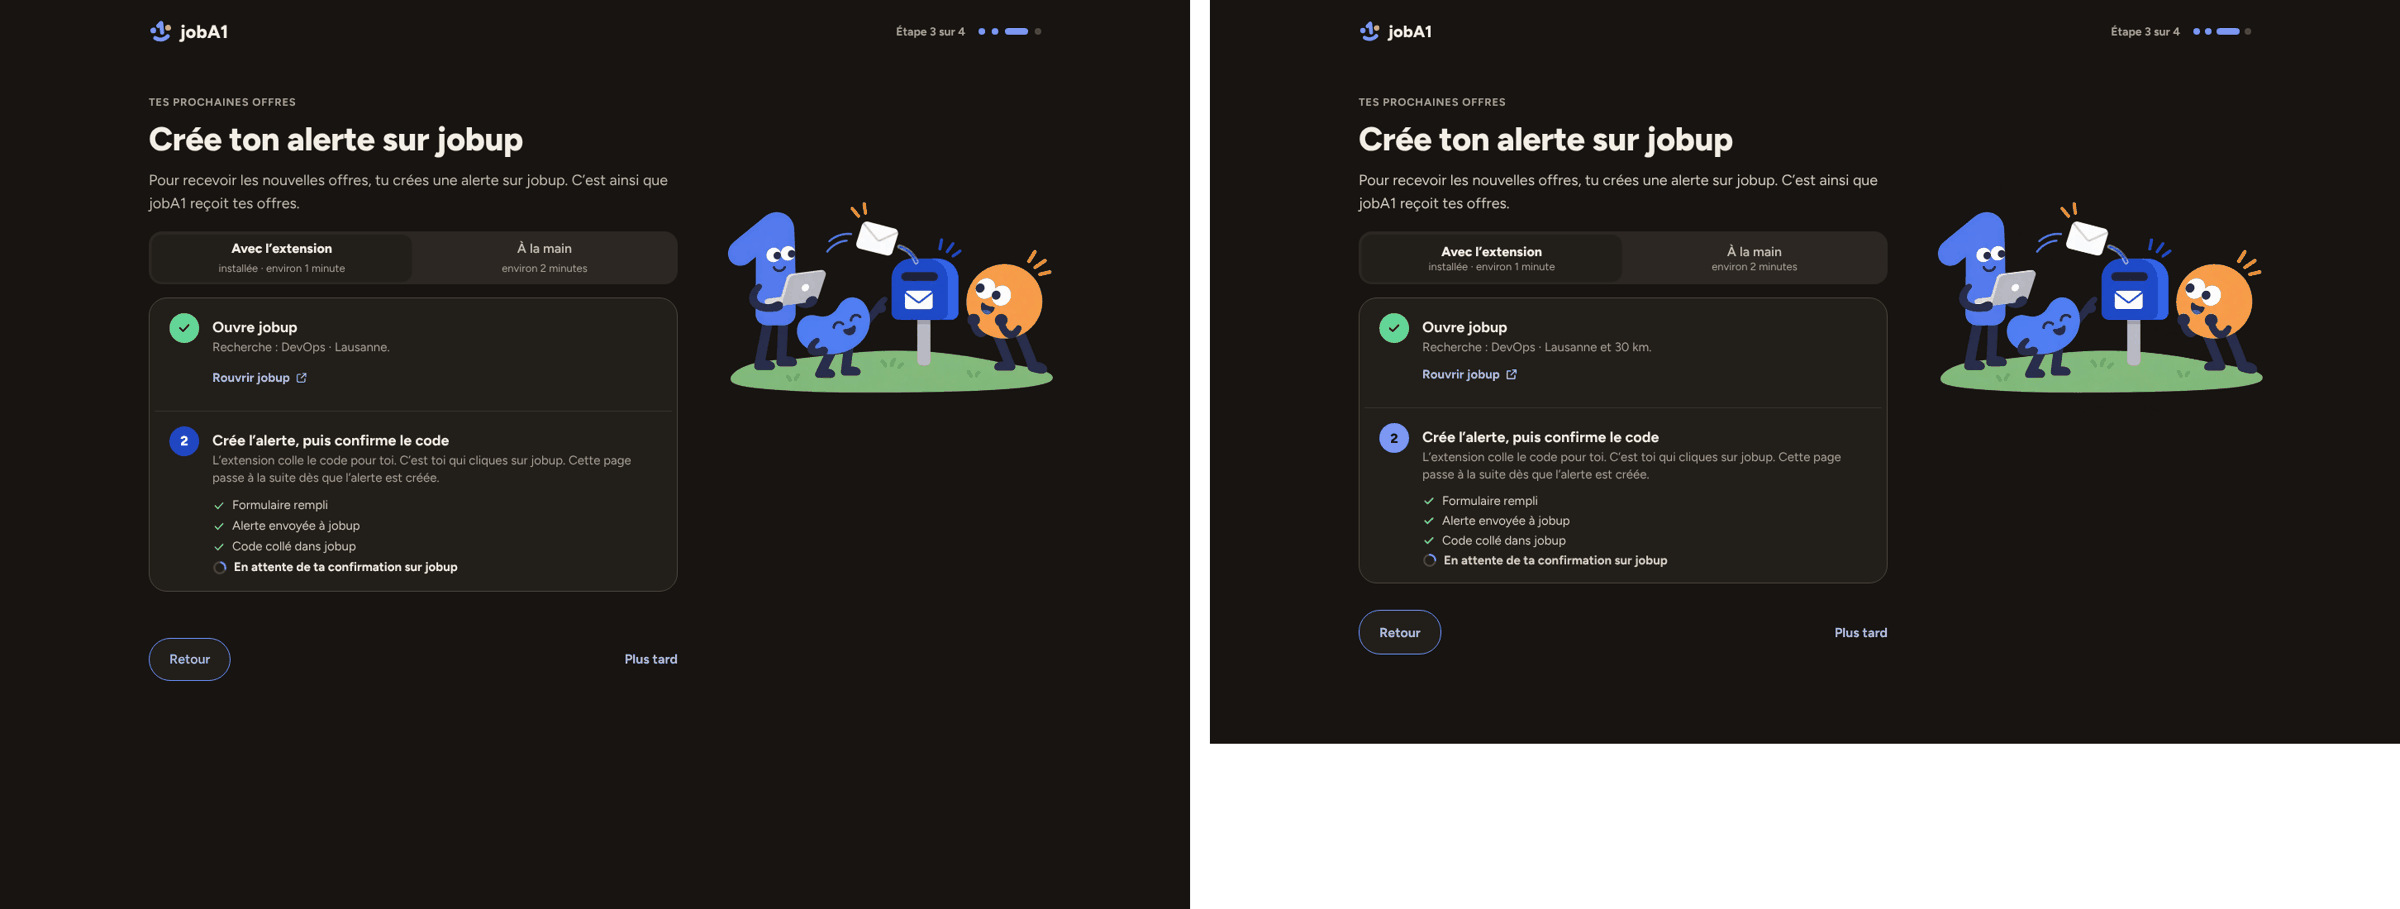 jobA1
Étape 3 sur 4
TES PROCHAINES OFFRES
Crée ton alerte sur jobup
Pour recevoir les nouvelles offres, tu crées une alerte sur jobup. C’est ainsi que
jobA1 reçoit tes offres.
Avec l’extension
installée · environ 1 minute
À la main
environ 2 minutes
Ouvre jobup
Recherche : DevOps · Lausanne.
Rouvrir jobup
2
Crée l’alerte, puis confirme le code
L’extension colle le code pour toi. C’est toi qui cliques sur jobup. Cette page
passe à la suite dès que l’alerte est créée.
Formulaire rempli
Alerte envoyée à jobup
Code collé dans jobup
En attente de ta confirmation sur jobup
Retour
Plus tard
jobA1
Étape 3 sur 4
TES PROCHAINES OFFRES
Crée ton alerte sur jobup
Pour recevoir les nouvelles offres, tu crées une alerte sur jobup. C’est ainsi que
jobA1 reçoit tes offres.
Avec l’extension
installée · environ 1 minute
À la main
environ 2 minutes
Ouvre jobup
Recherche : DevOps · Lausanne et 30 km.
Rouvrir jobup
2
Crée l’alerte, puis confirme le code
L’extension colle le code pour toi. C’est toi qui cliques sur jobup. Cette page
passe à la suite dès que l’alerte est créée.
Formulaire rempli
Alerte envoyée à jobup
Code collé dans jobup
En attente de ta confirmation sur jobup
Retour
Plus tard